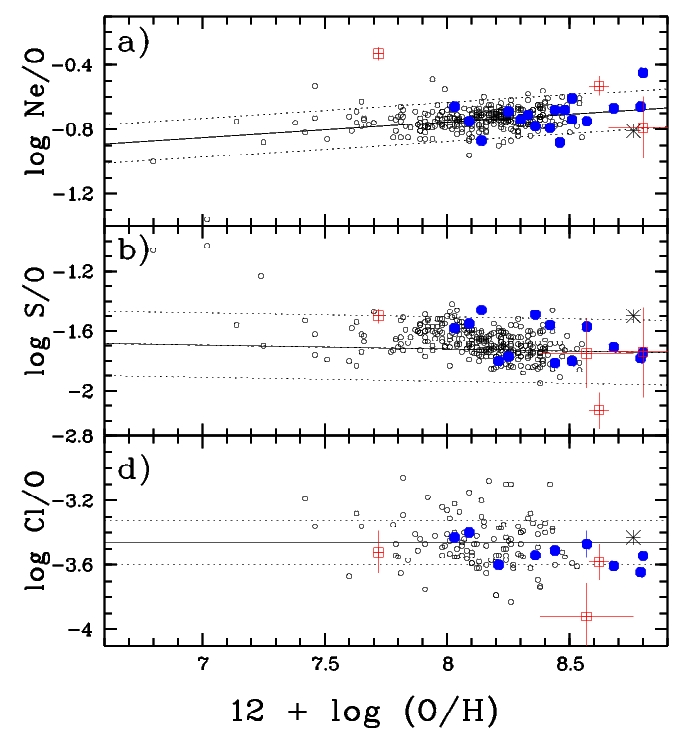 a)
log Ne/O
-0.4
-0.8
-1.2
b)
log S/O
-1.2
-1.6
-2
-2.8
d)
log Cl/O
-3.2
-3.6
-4
7 7.5 8 8.5
12 + log (O/H)